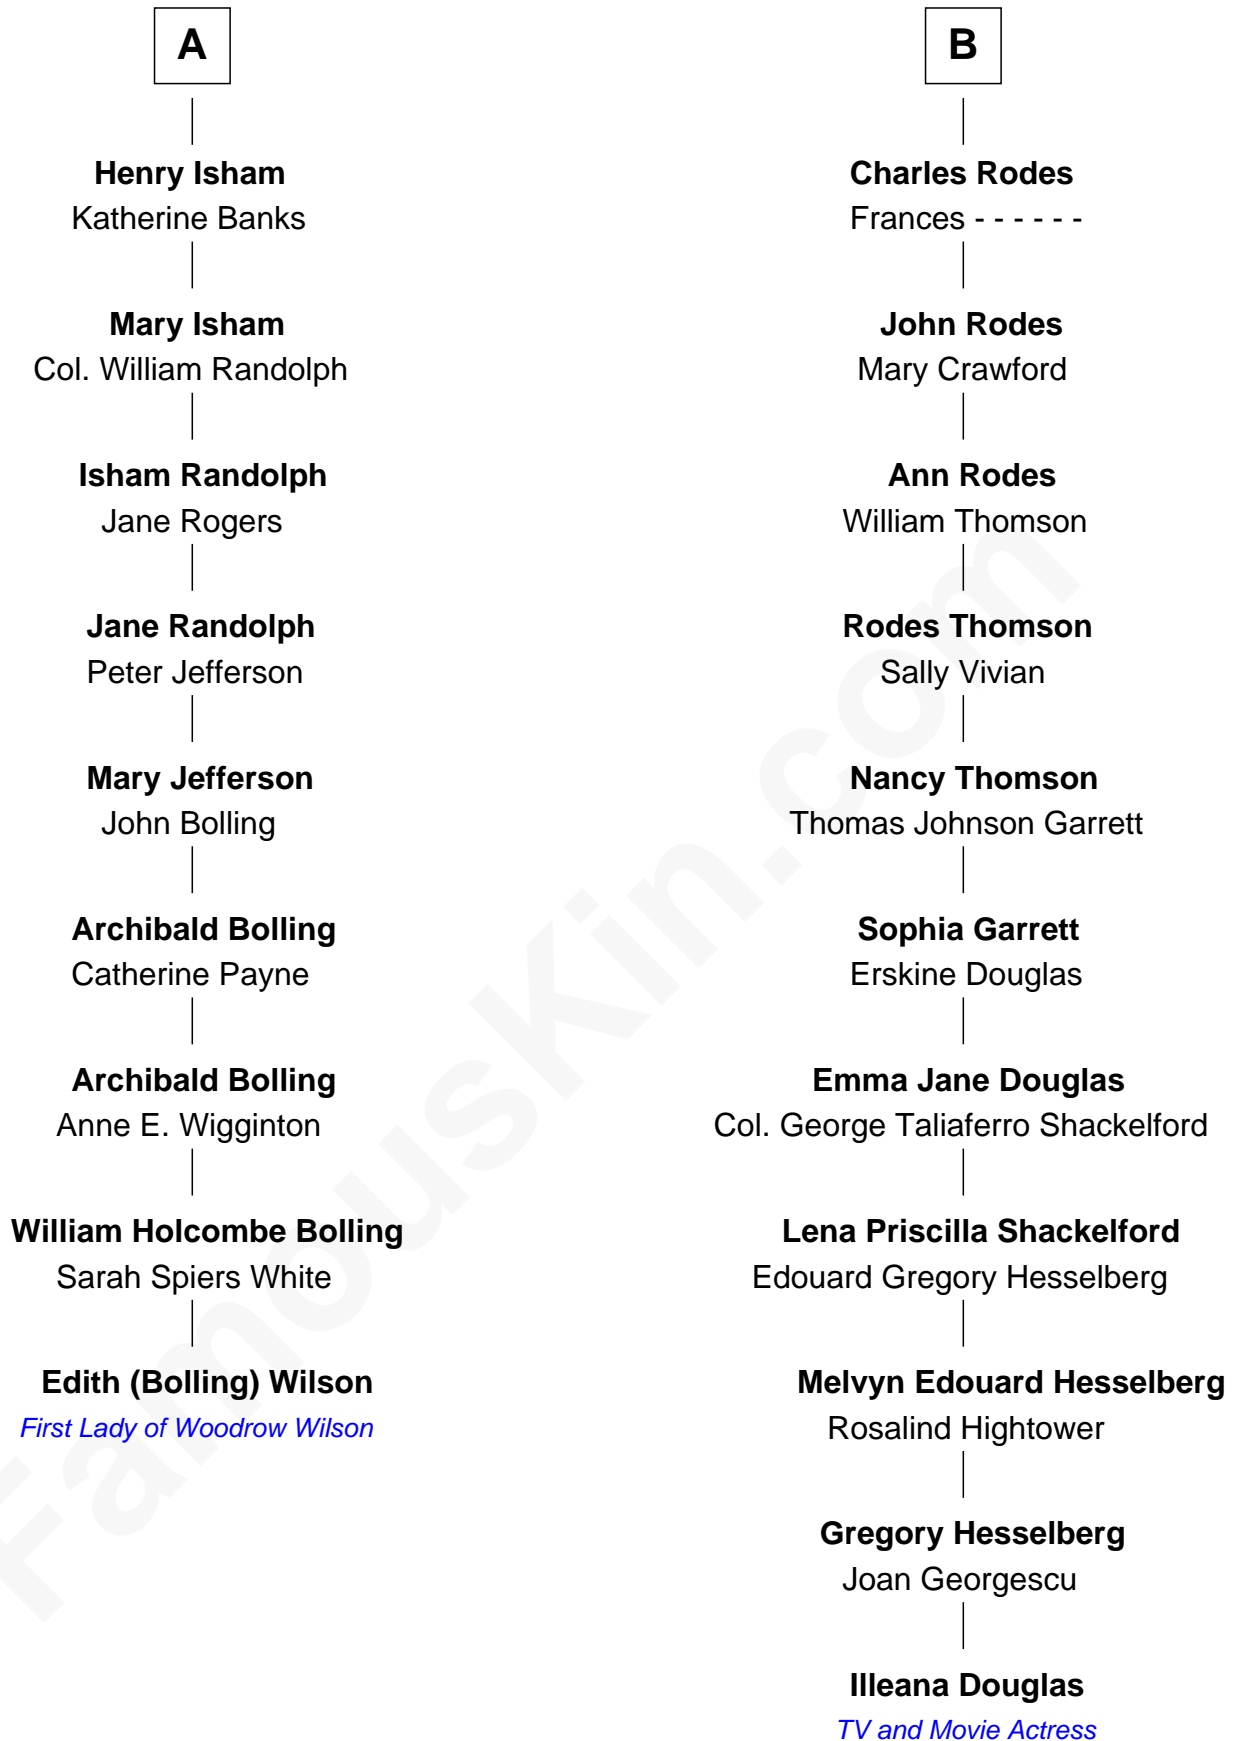 A
Henry Isham
Katherine Banks
Mary Isham
Col. William Randolph
Isham Randolph
Jane Rogers
Jane Randolph
Peter Jefferson
Mary Jefferson
John Bolling
Archibald Bolling
Catherine Payne
Archibald Bolling
Anne E. Wigginton
William Holcombe Bolling
Sarah Spiers White
Edith (Bolling) Wilson
First Lady of Woodrow Wilson
B
Charles Rodes
Frances - - - - - -
John Rodes
Mary Crawford
Ann Rodes
William Thomson
Rodes Thomson
Sally Vivian
Nancy Thomson
Thomas Johnson Garrett
Sophia Garrett
Erskine Douglas
Emma Jane Douglas
Col. George Taliaferro Shackelford
Lena Priscilla Shackelford
Edouard Gregory Hesselberg
Melvyn Edouard Hesselberg
Rosalind Hightower
Gregory Hesselberg
Joan Georgescu
Illeana Douglas
TV and Movie Actress
FamousKin.com